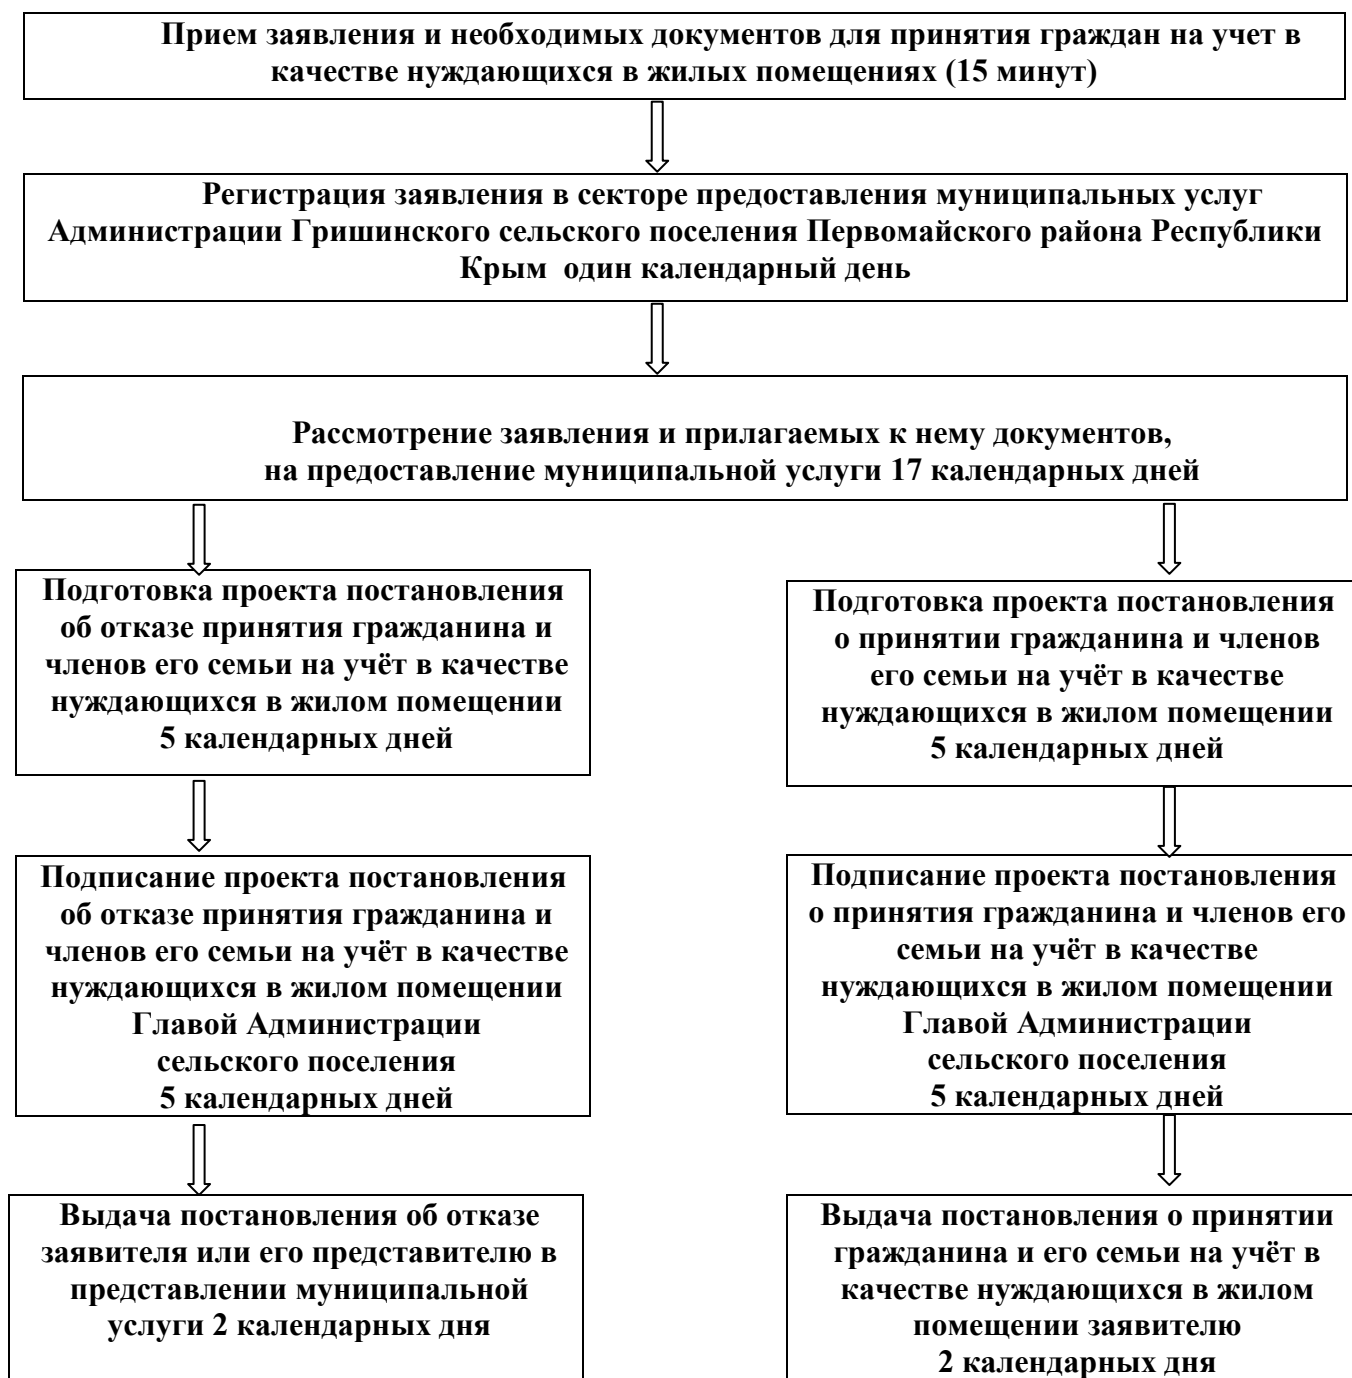 Прием заявления и необходимых документов для принятия граждан на учет в
качестве нуждающихся в жилых помещениях (15 минут)
Регистрация заявления в секторе предоставления муниципальных услуг
Администрации Гришинского сельского поселения Первомайского района Республики
Крым один календарный день
Рассмотрение заявления и прилагаемых к нему документов,
на предоставление муниципальной услуги 17 календарных дней
Подготовка проекта постановления
об отказе принятия гражданина и
членов его семьи на учёт в качестве
нуждающихся в жилом помещении
5 календарных дней
Подготовка проекта постановления
о принятии гражданина и членов
его семьи на учёт в качестве
нуждающихся в жилом помещении
5 календарных дней
Подписание проекта постановления
об отказе принятия гражданина и
членов его семьи на учёт в качестве
нуждающихся в жилом помещении
Главой Администрации
сельского поселения
5 календарных дней
Подписание проекта постановления
о принятия гражданина и членов его
семьи на учёт в качестве
нуждающихся в жилом помещении
Главой Администрации
сельского поселения
5 календарных дней
Выдача постановления об отказе
заявителя или его представителю в
представлении муниципальной
услуги 2 календарных дня
Выдача постановления о принятии
гражданина и его семьи на учёт в
качестве нуждающихся в жилом
помещении заявителю
2 календарных дня